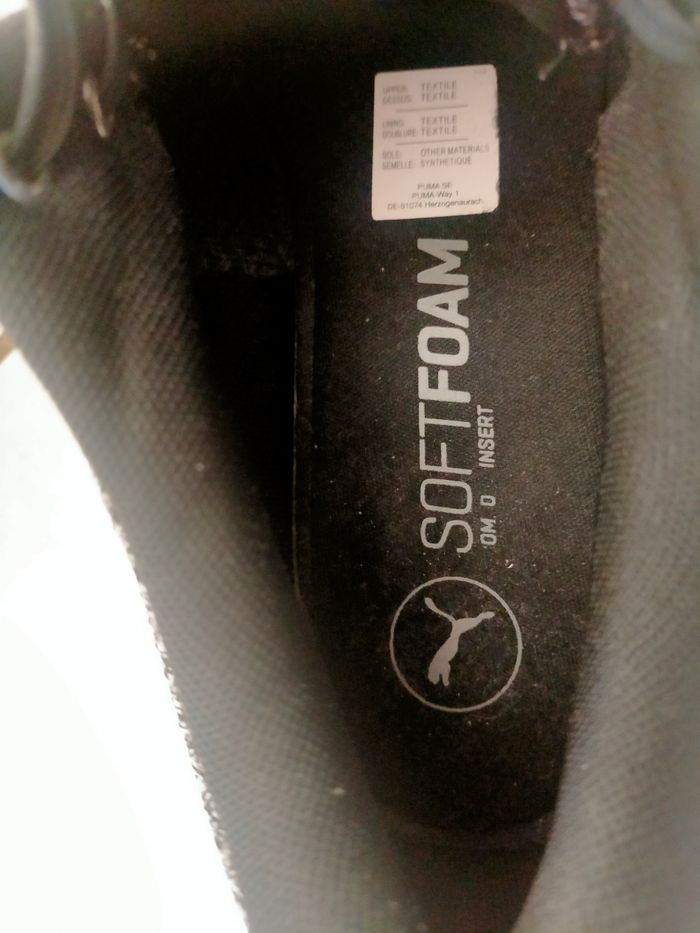 UPPER: TEXTILE
DESSUS: TEXTILE
LINING: TEXTILE
DOUBLURE: TEXTILE
SOLE: OTHER MATERIALS
SEMELLE: SYNTHETIQUE
PUMA SE
PUMA-Way 1
DE-91074 Herzogenaurach
SOFTFOAM
INSERT